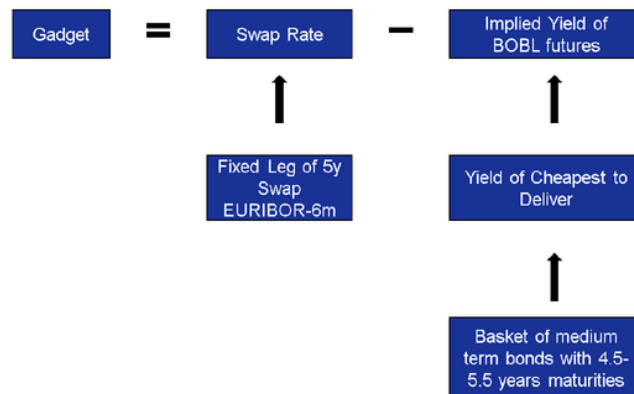 Gadget
=
Swap Rate
–
Implied Yield of
BOBL futures
Fixed Leg of 5y
Swap
EURIBOR-6m
Yield of Cheapest to
Deliver
Basket of medium
term bonds with 4.5-
5.5 years maturities